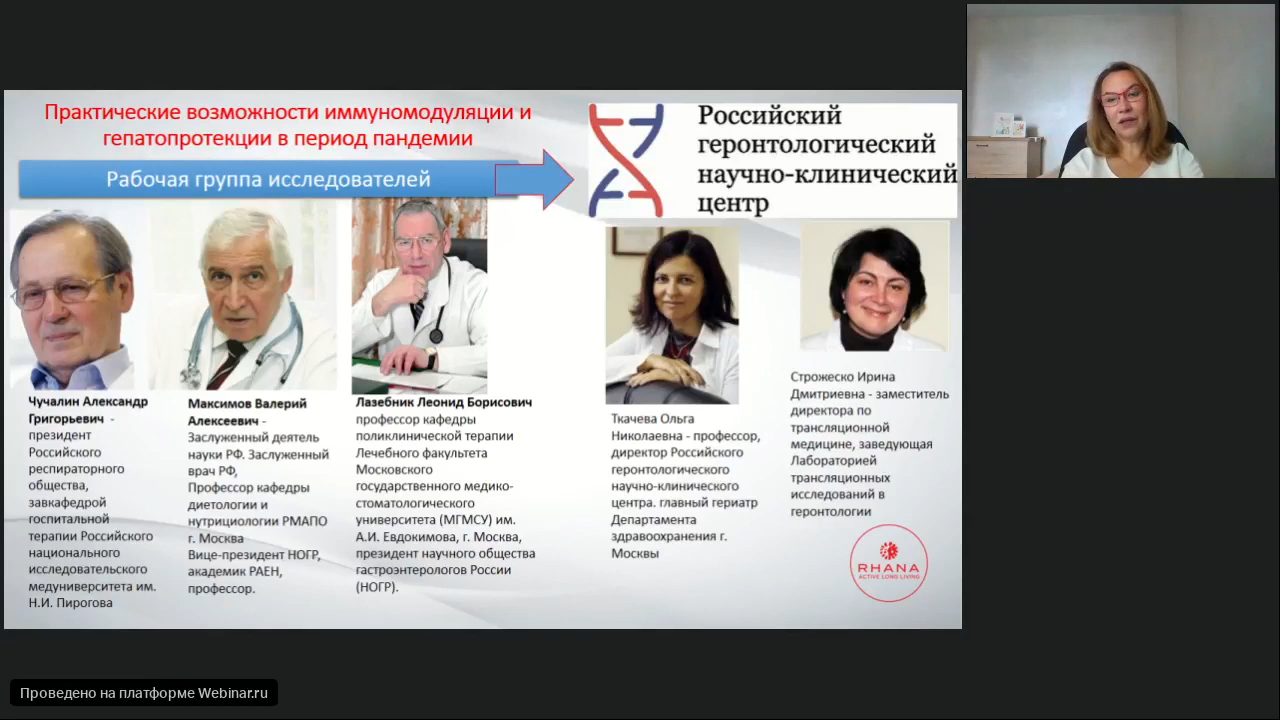 Практические возможности иммуномодуляции и
гепатопротекции в период пандемии
Рабочая группа исследователей
Российский
геронтологический
научно-клинический
центр
Чучалин Александр
Григорьевич -
президент
Российского
респираторного
общества,
завкафедрой
госпитальной
терапии Российского
национального
исследовательского
медуниверситета им.
Н.И. Пирогова
Максимов Валерий
Алексеевич -
Заслуженный деятель
науки РФ. Заслуженный
врач РФ,
Профессор кафедры
диетологии и
нутрициологии РМАПО
г. Москва
Вице-президент НОГР,
академик РАЕН,
профессор.
Лазебник Леонид Борисович
профессор кафедры
поликлинической терапии
Лечебного факультета
Московского
государственного медико-
стоматологического
университета (МГМСУ) им.
А.И. Евдокимова, г. Москва,
президент научного общества
гастроэнтерологов России
(НОГР).
Ткачева Ольга
Николаевна - профессор,
директор Российского
геронтологического
научно-клинического
центра. главный гериатр
Департамента
здравоохранения г.
Москвы
Строжеско Ирина
Дмитриевна - заместитель
директора по
трансляционной
медицине, заведующая
Лабораторией
трансляционных
исследований в
геронтологии
RHANA
ACTIVE LONG LIVING
Проведено на платформе Webinar.ru